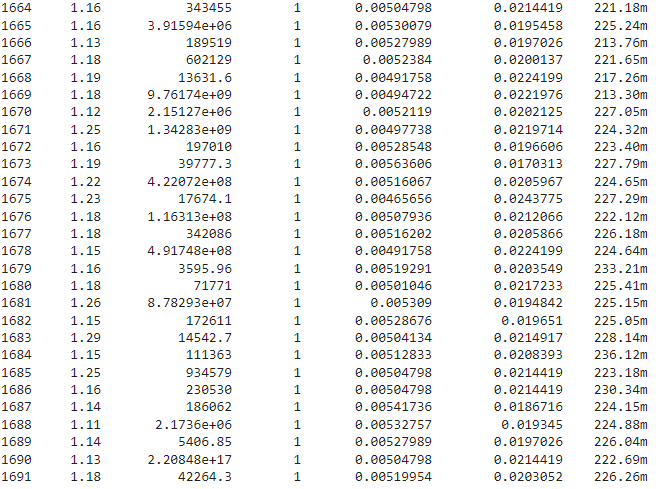 1664 1.16 343455 1 0.00504798 0.0214419 221.18m
1665 1.16 3.91594e+06 1 0.00530079 0.0195458 225.24m
1666 1.13 189519 1 0.00527989 0.0197026 213.76m
1667 1.18 602129 1 0.0052384 0.0200137 221.65m
1668 1.19 13631.6 1 0.00491758 0.0224199 217.26m
1669 1.18 9.76174e+09 1 0.00494722 0.0221976 213.30m
1670 1.12 2.15127e+06 1 0.0052119 0.0202125 227.05m
1671 1.25 1.34283e+09 1 0.00497738 0.0219714 224.32m
1672 1.16 197010 1 0.00528548 0.0196606 223.40m
1673 1.19 39777.3 1 0.00563606 0.0170313 227.79m
1674 1.22 4.22072e+08 1 0.00516067 0.0205967 224.65m
1675 1.23 17674.1 1 0.00465656 0.0243775 227.29m
1676 1.18 1.16313e+08 1 0.00507936 0.0212066 222.12m
1677 1.18 342086 1 0.00516202 0.0205866 226.18m
1678 1.15 4.91748e+08 1 0.00491758 0.0224199 224.64m
1679 1.16 3595.96 1 0.00519291 0.0203549 233.21m
1680 1.18 71771 1 0.00501046 0.0217233 225.41m
1681 1.26 8.78293e+07 1 0.005309 0.0194842 225.15m
1682 1.15 172611 1 0.00528676 0.019651 225.05m
1683 1.29 14542.7 1 0.00504134 0.0214917 228.14m
1684 1.15 111363 1 0.00512833 0.0208393 236.12m
1685 1.25 934579 1 0.00504798 0.0214419 223.18m
1686 1.16 230530 1 0.00504798 0.0214419 230.34m
1687 1.14 186062 1 0.00541736 0.0186716 224.15m
1688 1.11 2.1736e+06 1 0.00532757 0.019345 224.88m
1689 1.14 5406.85 1 0.00527989 0.0197026 226.04m
1690 1.13 2.20848e+17 1 0.00504798 0.0214419 222.69m
1691 1.18 42264.3 1 0.00519954 0.0203052 226.26m